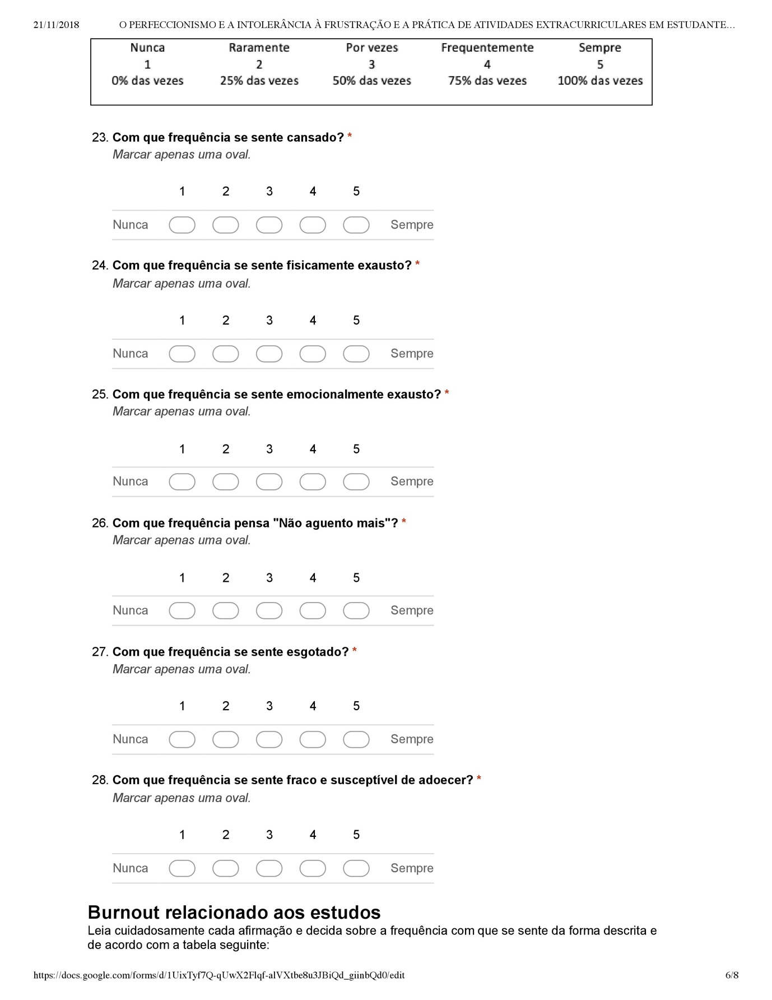 21/11/2018 O PERFECCIONISMO E A INTOLERÂNCIA À FRUSTRAÇÃO E A PRÁTICA DE ATIVIDADES EXTRACURRICULARES EM ESTUDANTE…
Nunca Raramente Por vezes Frequentemente Sempre
1 2 3 4 5
0% das vezes 25% das vezes 50% das vezes 75% das vezes 100% das vezes
23. Com que frequência se sente cansado? *
Marcar apenas uma oval.
1 2 3 4 5
Nunca Sempre
24. Com que frequência se sente fisicamente exausto? *
Marcar apenas uma oval.
1 2 3 4 5
Nunca Sempre
25. Com que frequência se sente emocionalmente exausto? *
Marcar apenas uma oval.
1 2 3 4 5
Nunca Sempre
26. Com que frequência pensa "Não aguento mais"? *
Marcar apenas uma oval.
1 2 3 4 5
Nunca Sempre
27. Com que frequência se sente esgotado? *
Marcar apenas uma oval.
1 2 3 4 5
Nunca Sempre
28. Com que frequência se sente fraco e susceptível de adoecer? *
Marcar apenas uma oval.
1 2 3 4 5
Nunca Sempre
Burnout relacionado aos estudos
Leia cuidadosamente cada afirmação e decida sobre a frequência com que se sente da forma descrita e
de acordo com a tabela seguinte:
https://docs.google.com/forms/d/1UixTyf7Q-qUwX2Flqf-alVXtbe8u3JBiQd_giinbQd0/edit 6/8